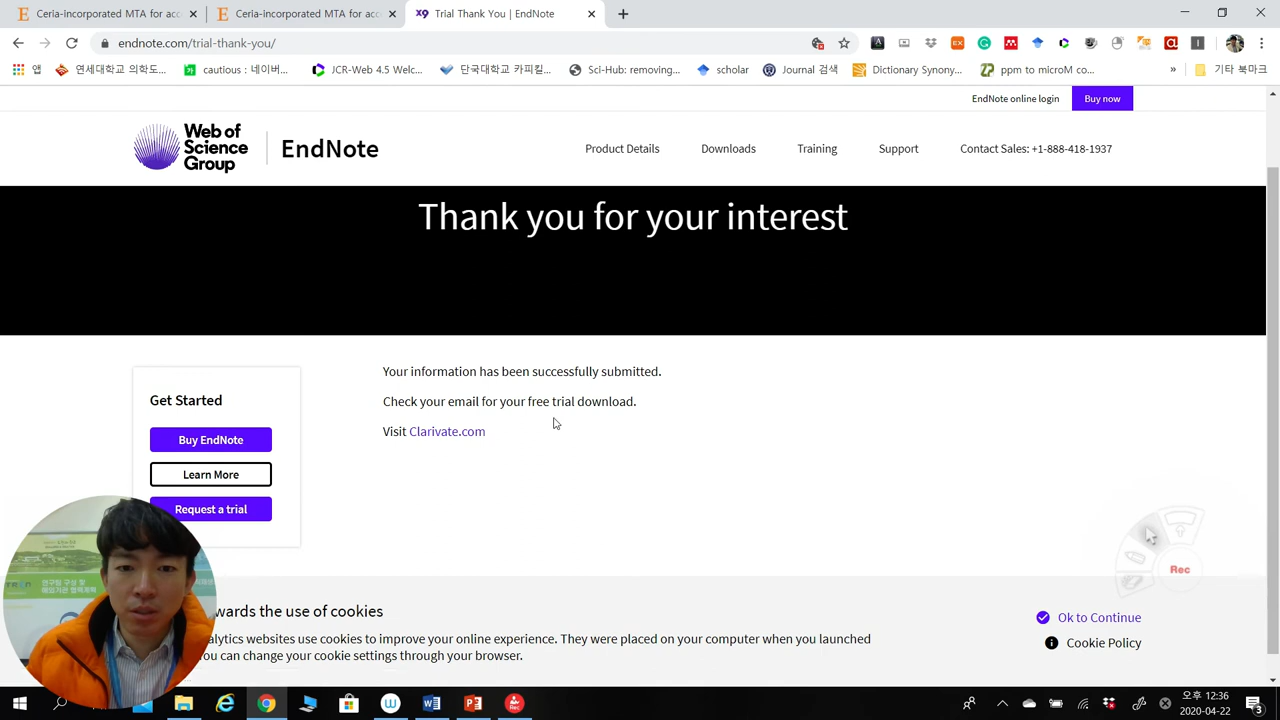 Cerla-Incorporated MTA for acc
Cerla-Incorporated MTA for acc
X9 Trial Thank You | EndNote
endnote.com/trial-thank-you/
앱
연세대학교 의학도...
cautious : 네이버...
JCR-Web 4.5 Welc...
단국대학교 카피킬...
Sci-Hub: removing...
scholar
Journal 검색
Dictionary Synony...
ppm to microM co...
»
기타 북마크
EndNote online login
Buy now
Web of
Science
Group
EndNote
Product Details
Downloads
Training
Support
Contact Sales: +1-888-418-1937
Thank you for your interest
Get Started
Buy EndNote
Learn More
Request a trial
Your information has been successfully submitted.
Check your email for your free trial download.
Visit Clarivate.com
Rec
wards the use of cookies
alytics websites use cookies to improve your online experience. They were placed on your computer when you launched
ou can change your cookie settings through your browser.
Ok to Continue
Cookie Policy
오후 12:36
2020-04-22
3